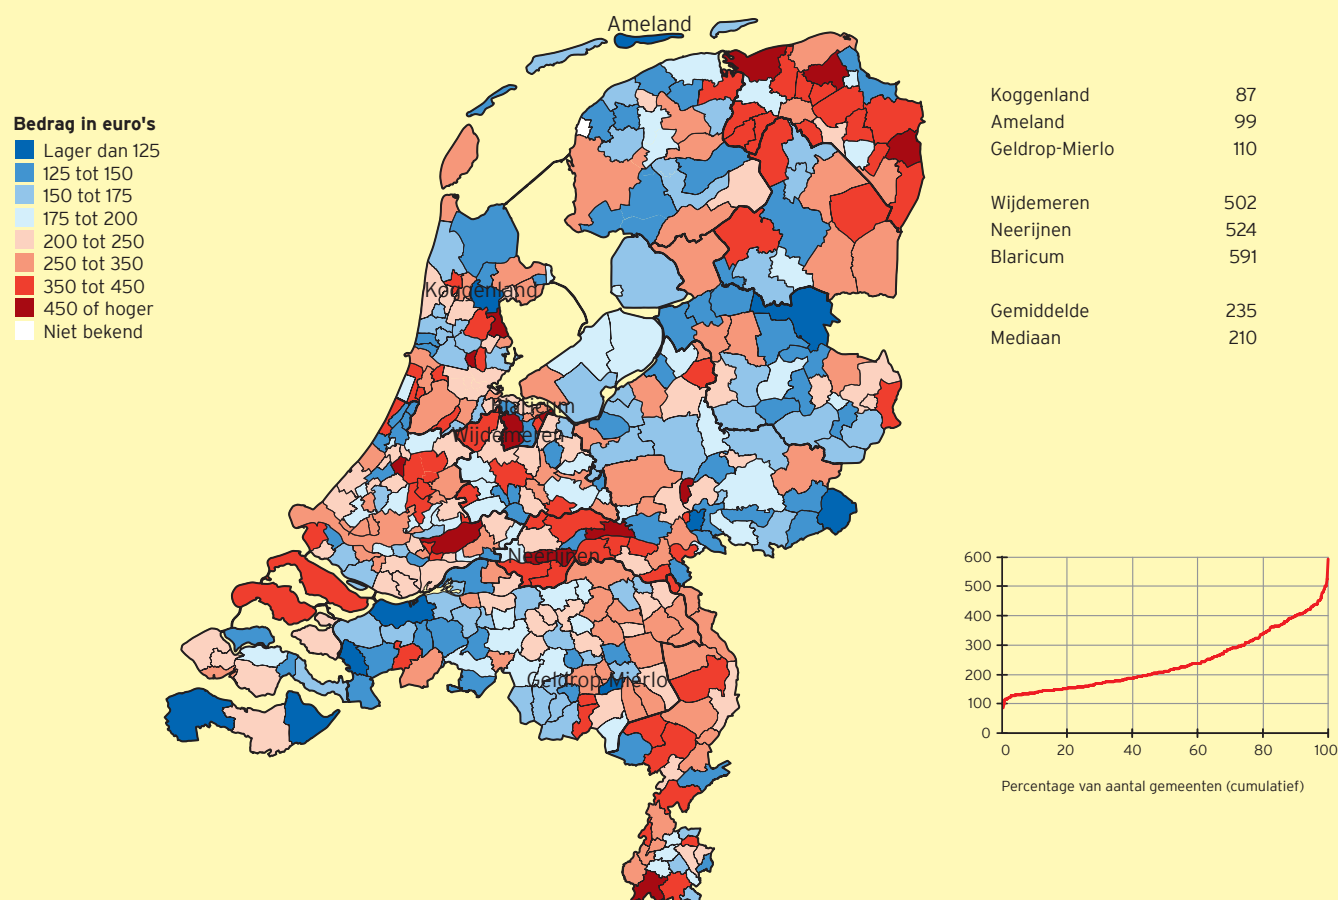 Ameland
Bedrag in euro's
Lager dan 125
125 tot 150
150 tot 175
175 tot 200
200 tot 250
250 tot 350
350 tot 450
450 of hoger
Niet bekend
Koggenland
Blaricum
Wijdemeren
Neerijnen
Geldrop-Mierlo
Koggenland 87
Ameland 99
Geldrop-Mierlo 110
Wijdemeren 502
Neerijnen 524
Blaricum 591
Gemiddelde 235
Mediaan 210
600
500
400
300
200
100
0
0 20 40 60 80 100
Percentage van aantal gemeenten (cumulatief)